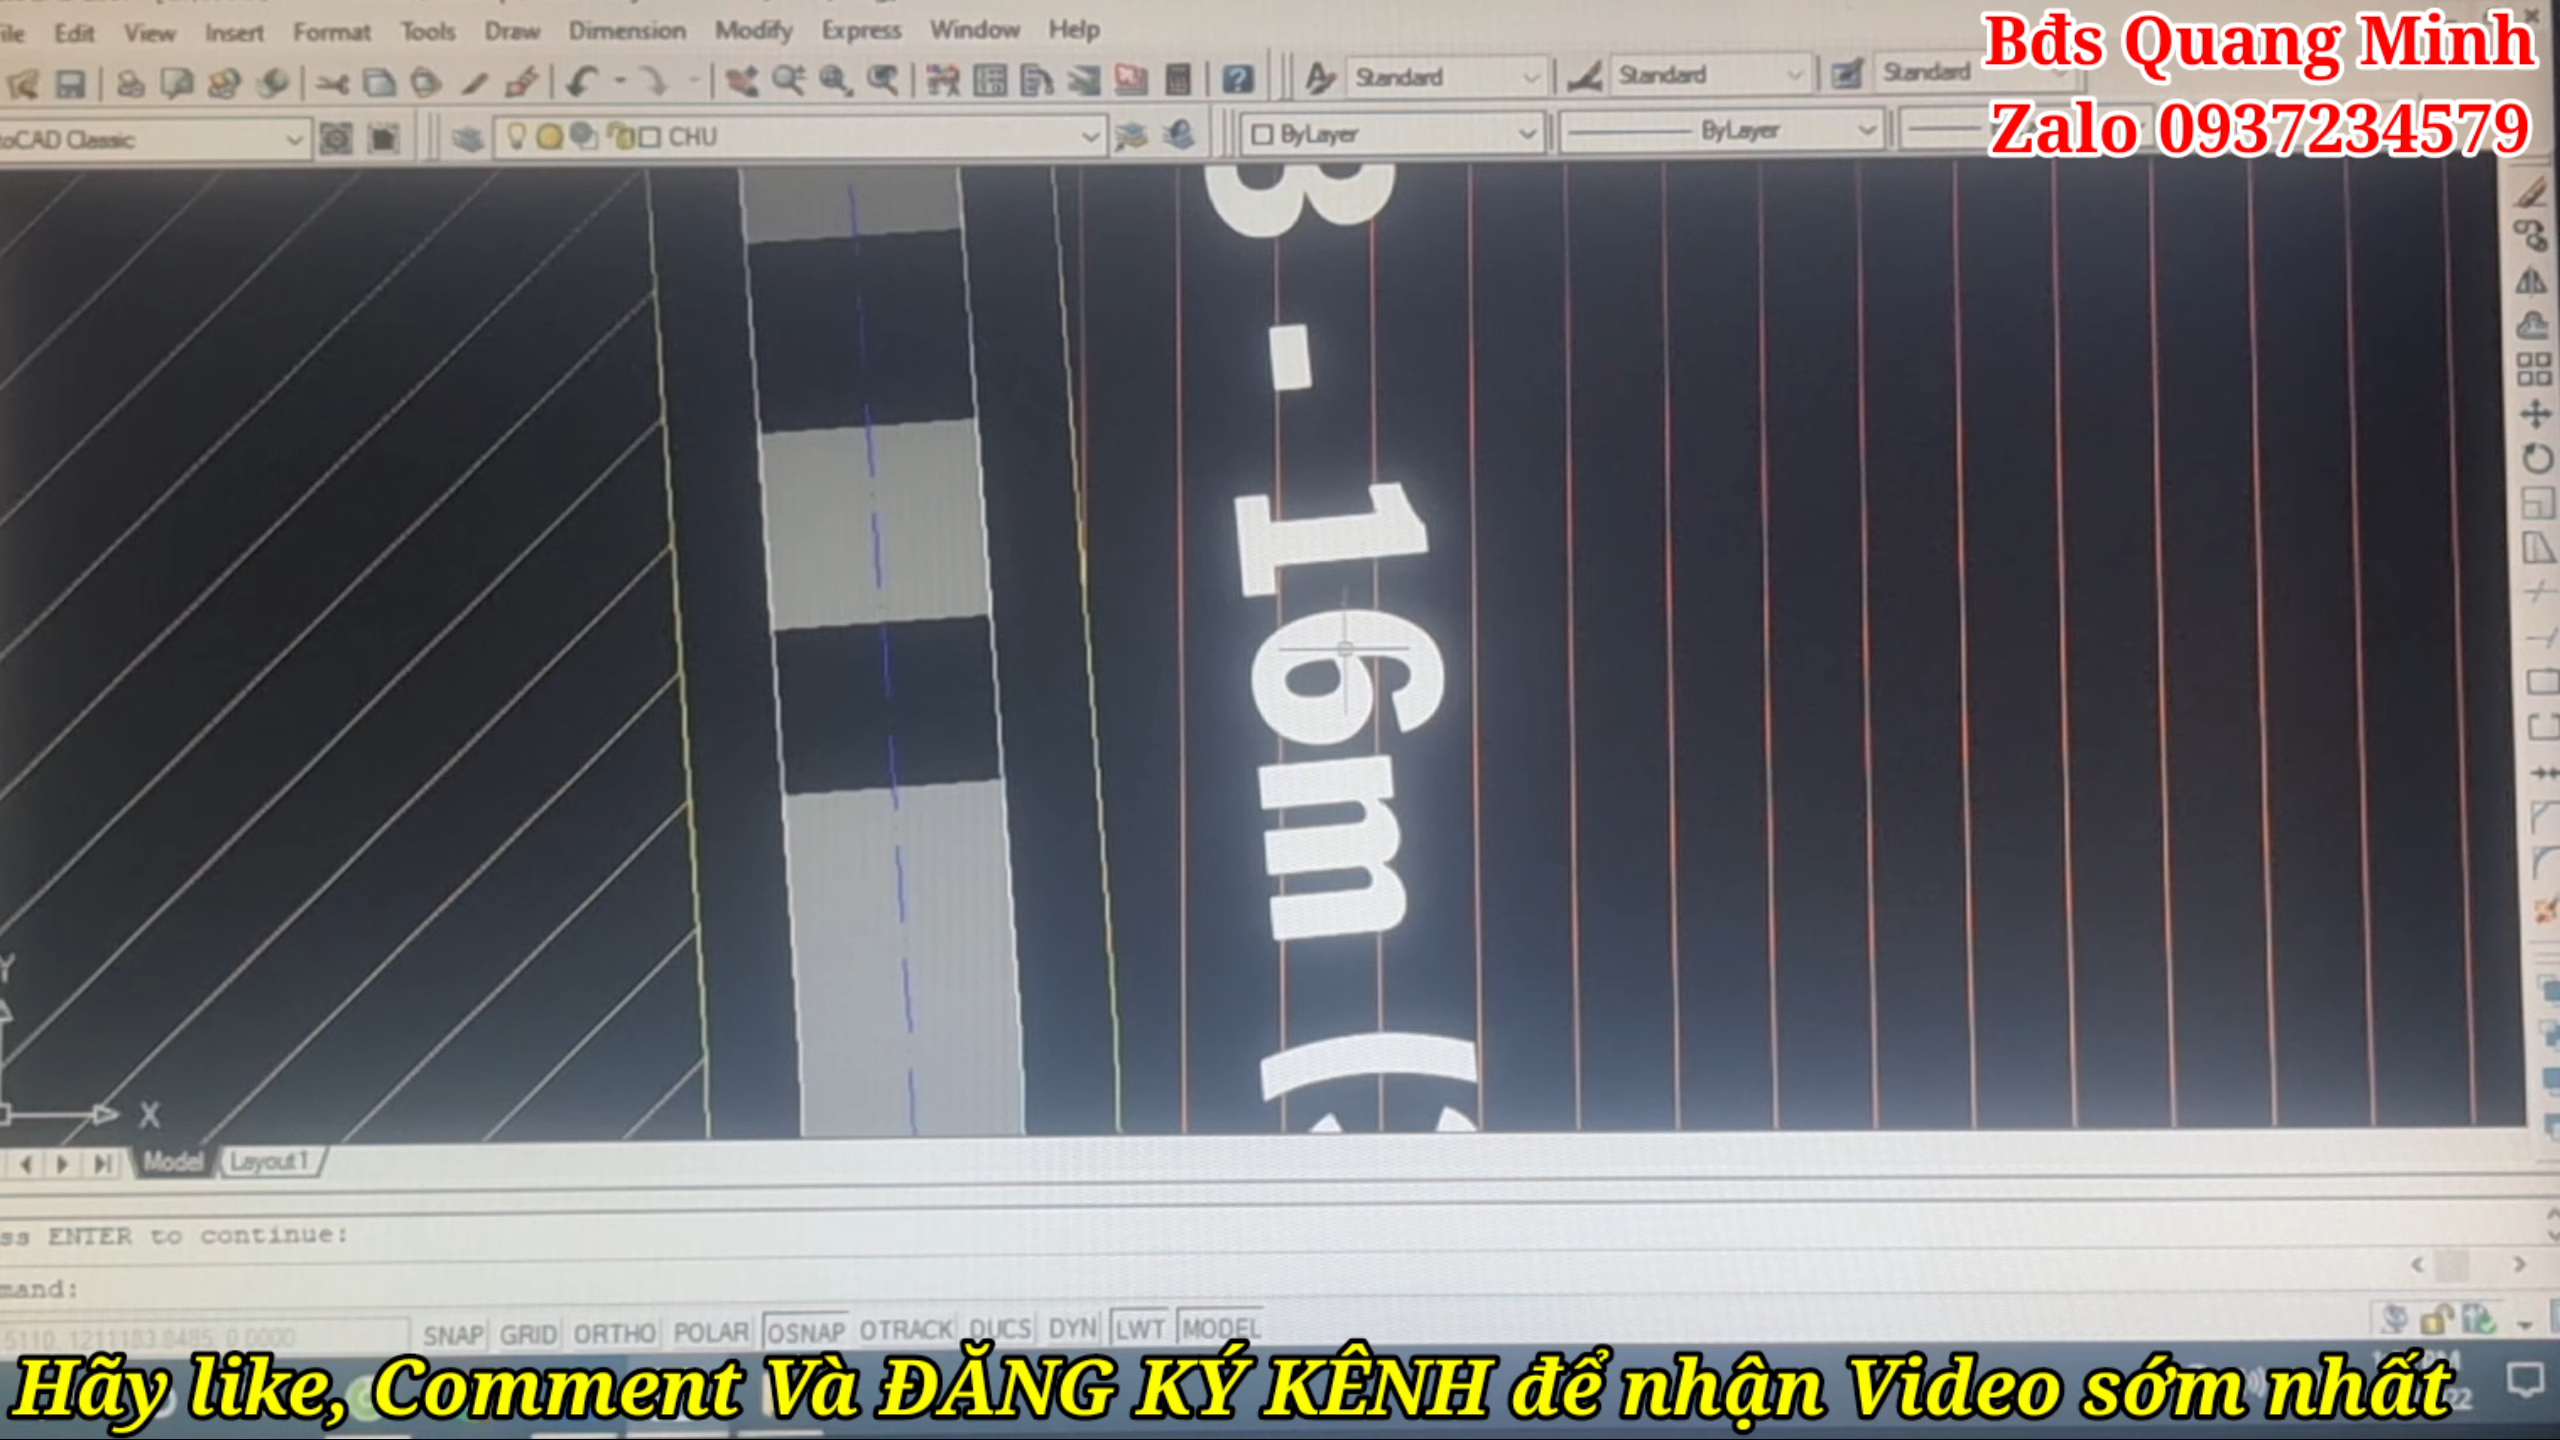 Bđs Quang Minh
Zalo 0937234579
Edit View Insert Format Tools Draw Dimension Modify Express Window Help
Standard Standard Standard
CAD Classic CHU ByLayer ByLayer
3 - 16m (
Y
X
Model Layout1
ss ENTER to continue:
mand:
SNAP GRID ORTHO POLAR OSNAP OTRACK DUCS DYN LWT MODEL
Hãy like, Comment Và ĐĂNG KÝ KÊNH để nhận Video sớm nhất